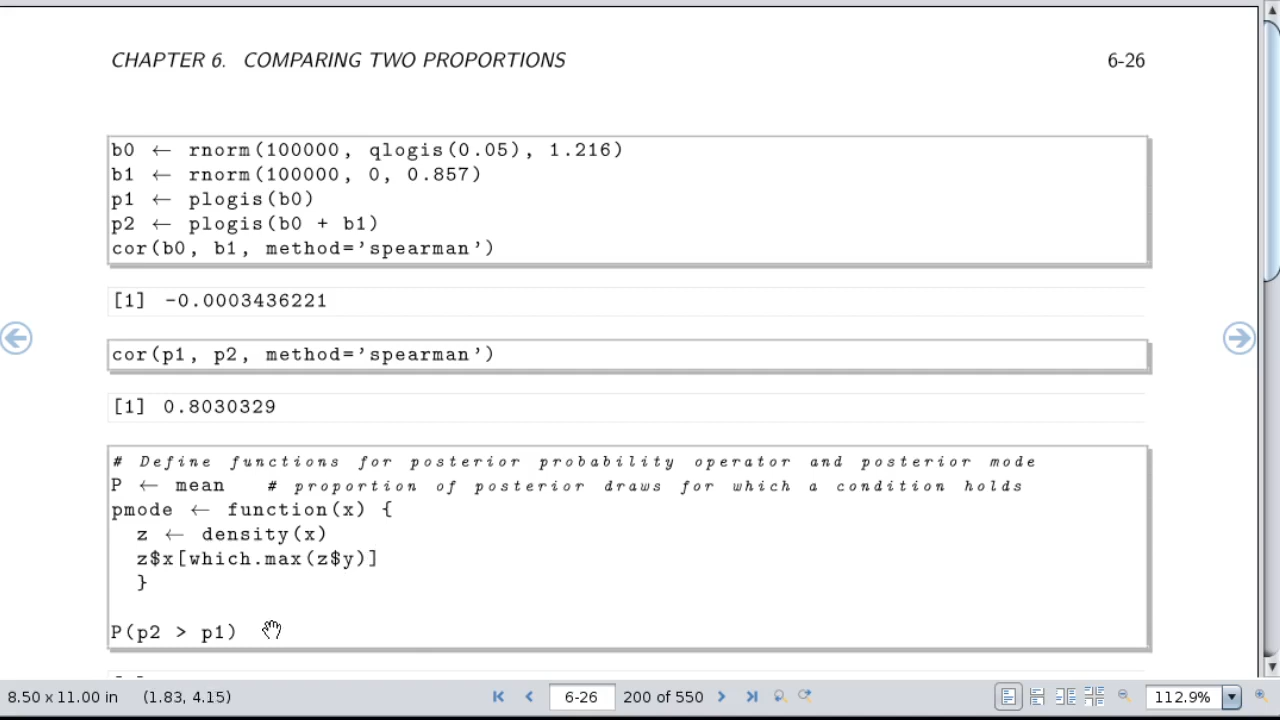 CHAPTER 6. COMPARING TWO PROPORTIONS 6-26
b0 ← rnorm(100000, qlogis(0.05), 1.216)
b1 ← rnorm(100000, 0, 0.857)
p1 ← plogis(b0)
p2 ← plogis(b0 + b1)
cor(b0, b1, method='spearman')
[1] -0.0003436221
cor(p1, p2, method='spearman')
[1] 0.8030329
# Define functions for posterior probability operator and posterior mode
P ← mean # proportion of posterior draws for which a condition holds
pmode ← function(x) {
z ← density(x)
z$x[which.max(z$y)]
}
P(p2 > p1)
8.50 x 11.00 in (1.83, 4.15) 6-26 200 of 550 112.9%